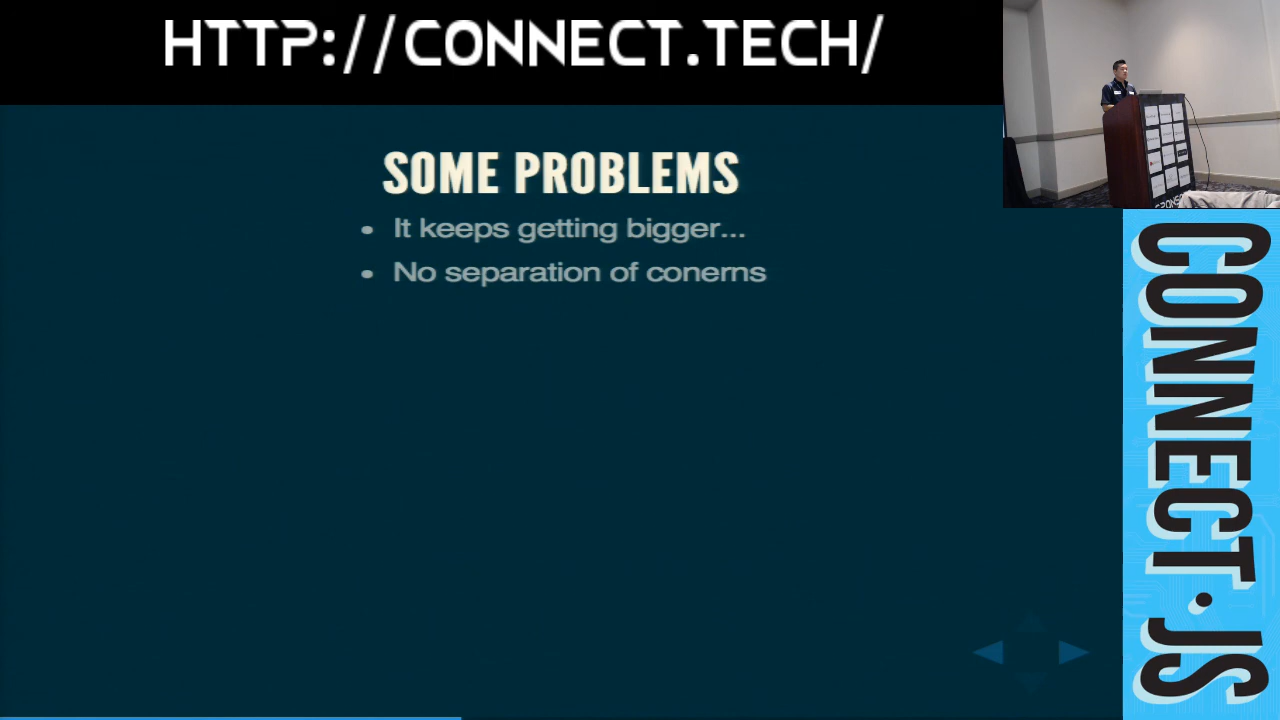 HTTP://CONNECT.TECH/
SOME PROBLEMS
It keeps getting bigger...
No separation of conerns
CONNECT.JS